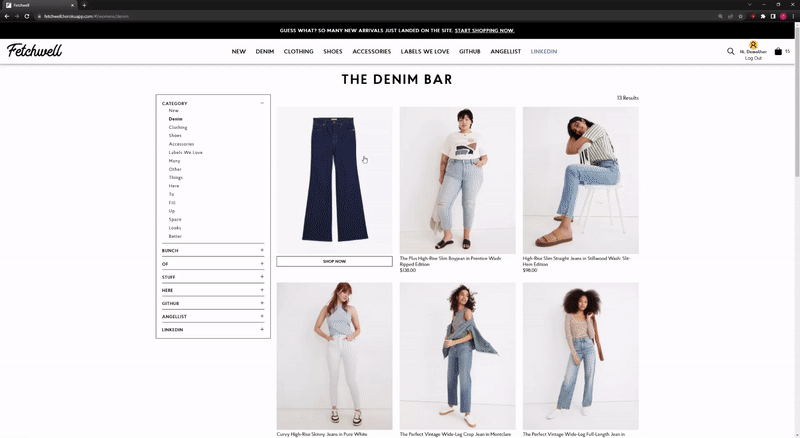 Fetchwell
fetchwell.herokuapp.com/#/womens/denim
GUESS WHAT? SO MANY NEW ARRIVALS JUST LANDED ON THE SITE. START SHOPPING NOW.
Fetchwell
NEW DENIM CLOTHING SHOES ACCESSORIES LABELS WE LOVE GITHUB ANGELLIST LINKEDIN
Hi, DemoUser
Log Out
15
THE DENIM BAR
13 Results
CATEGORY
New
Denim
Clothing
Shoes
Accessories
Labels We Love
Many
Other
Things
Here
To
Fill
Up
Space
Looks
Better
BUNCH
OF
STUFF
HERE
GITHUB
ANGELLIST
LINKEDIN
SHOP NOW
The Plus High-Rise Slim Boyjean in Prentice Wash:
Ripped Edition
$138.00
High-Rise Slim Straight Jeans in Stillwood Wash: Slit-
Hem Edition
$98.00
Curvy High-Rise Skinny Jeans in Pure White
The Perfect Vintage Wide-Leg Crop Jean in Montclare
The Perfect Vintage Wide-Leg Full-Length Jean in